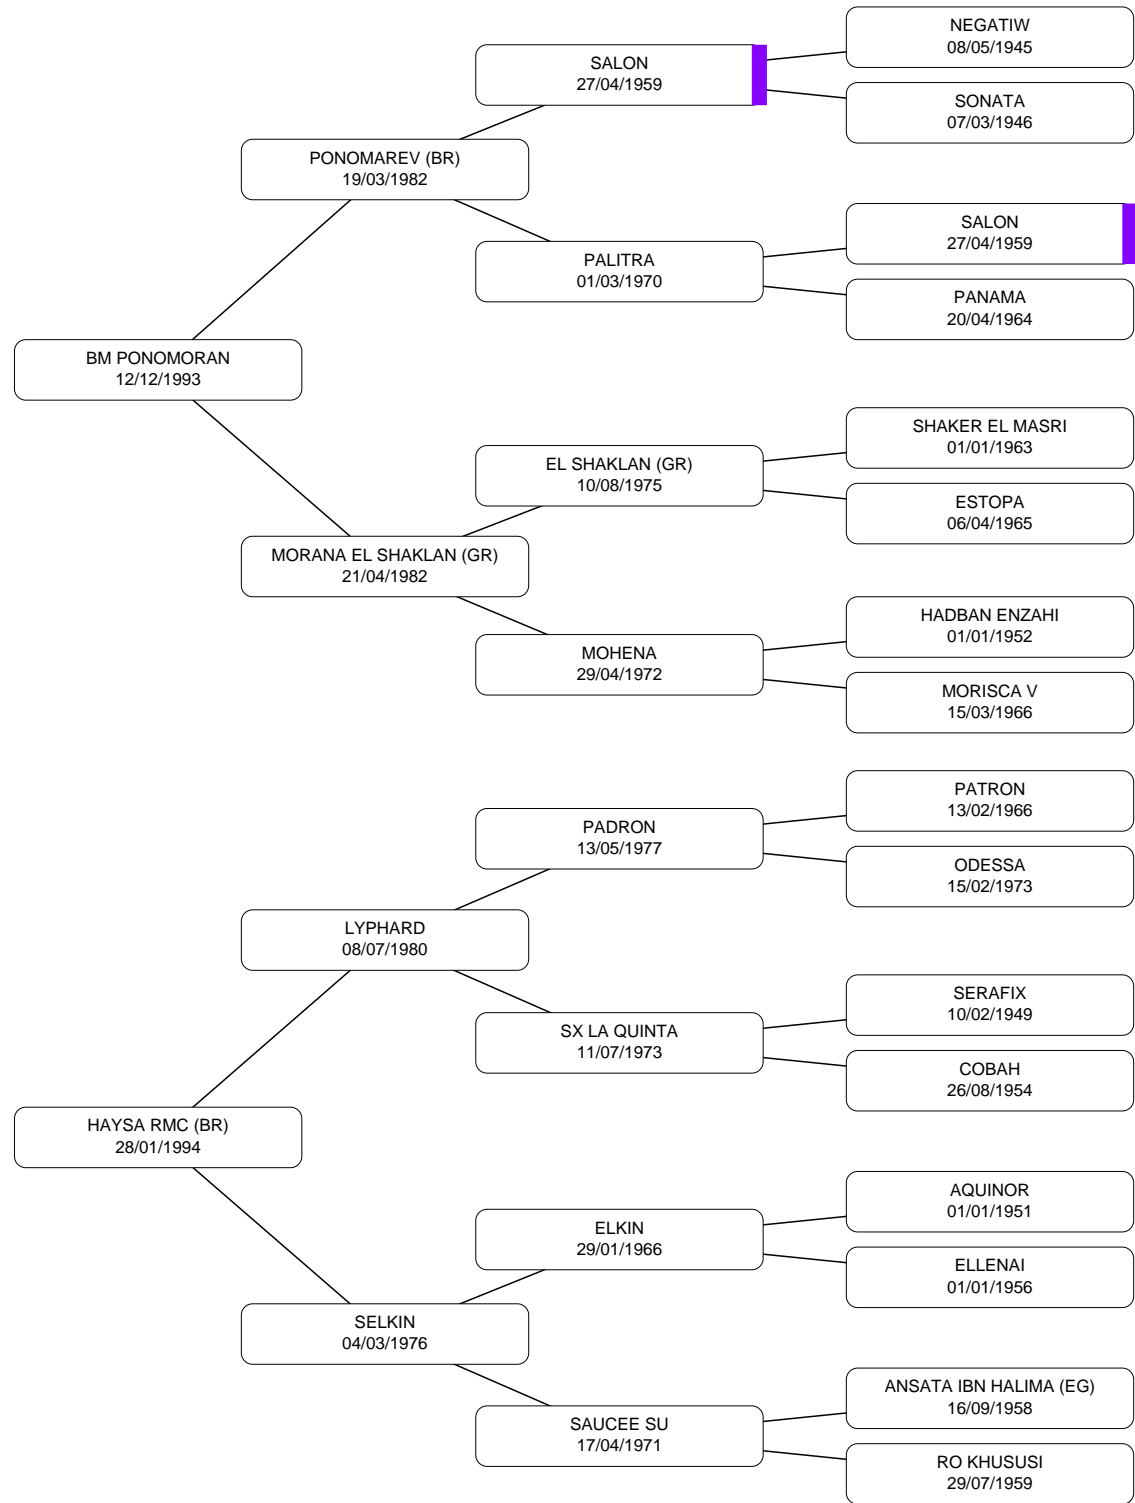 NEGATIW
08/05/1945
SALON
27/04/1959
SONATA
07/03/1946
PONOMAREV (BR)
19/03/1982
SALON
27/04/1959
PALITRA
01/03/1970
PANAMA
20/04/1964
BM PONOMORAN
12/12/1993
SHAKER EL MASRI
01/01/1963
EL SHAKLAN (GR)
10/08/1975
ESTOPA
06/04/1965
MORANA EL SHAKLAN (GR)
21/04/1982
HADBAN ENZAHI
01/01/1952
MOHENA
29/04/1972
MORISCA V
15/03/1966
PATRON
13/02/1966
PADRON
13/05/1977
ODESSA
15/02/1973
LYPHARD
08/07/1980
SERAFIX
10/02/1949
SX LA QUINTA
11/07/1973
COBAH
26/08/1954
HAYSA RMC (BR)
28/01/1994
AQUINOR
01/01/1951
ELKIN
29/01/1966
ELLENAI
01/01/1956
SELKIN
04/03/1976
ANSATA IBN HALIMA (EG)
16/09/1958
SAUCEE SU
17/04/1971
RO KHUSUSI
29/07/1959